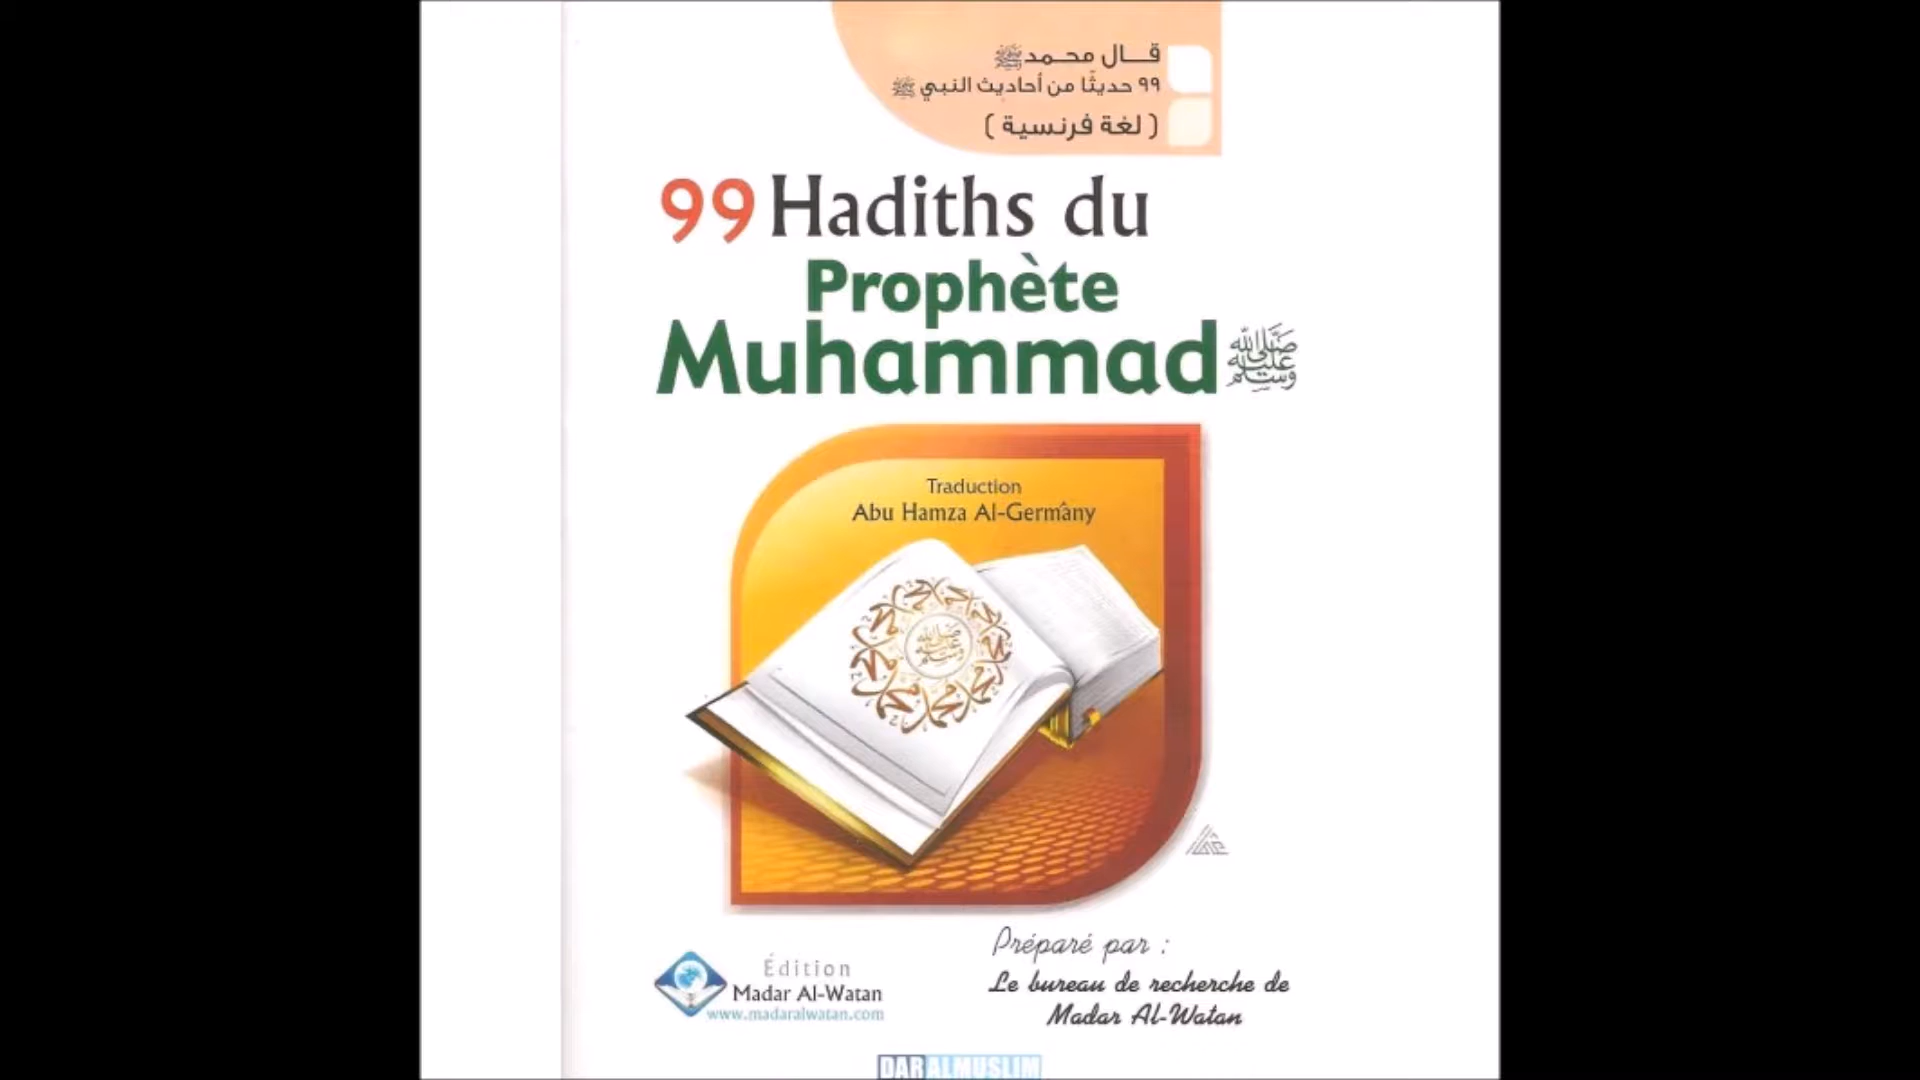 قـــال محــمد ﷺ
٩٩ حديثًا من أحاديث النبي ﷺ
( لغة فرنسية )
99 Hadiths du
Prophète
Muhammad ﷺ
Traduction
Abu Hamza Al-Germâny
Édition
Madar Al-Watan
www.madaralwatan.com
Préparé par :
Le bureau de recherche de
Madar Al-Watan
DARALMUSLIM